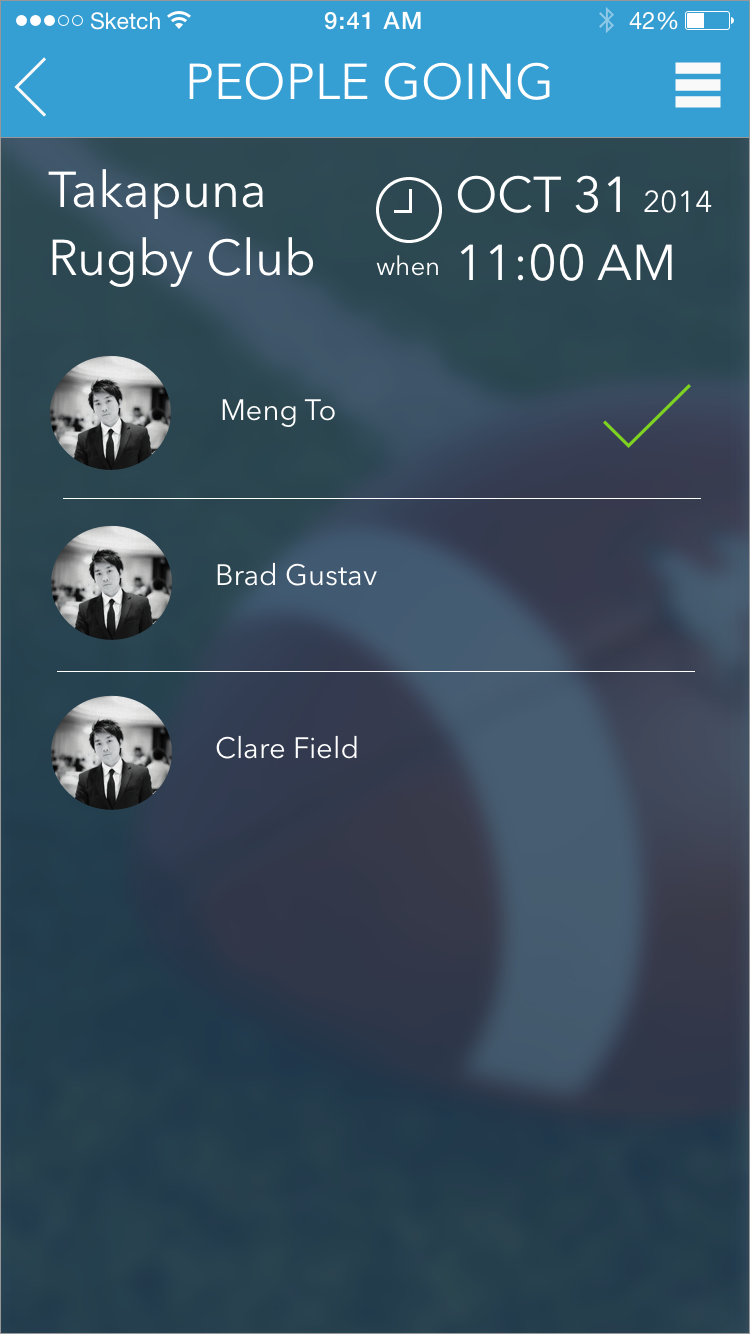 Sketch 9:41 AM 42%
PEOPLE GOING
Takapuna
Rugby Club
OCT 31 2014
when 11:00 AM
Meng To
Brad Gustav
Clare Field